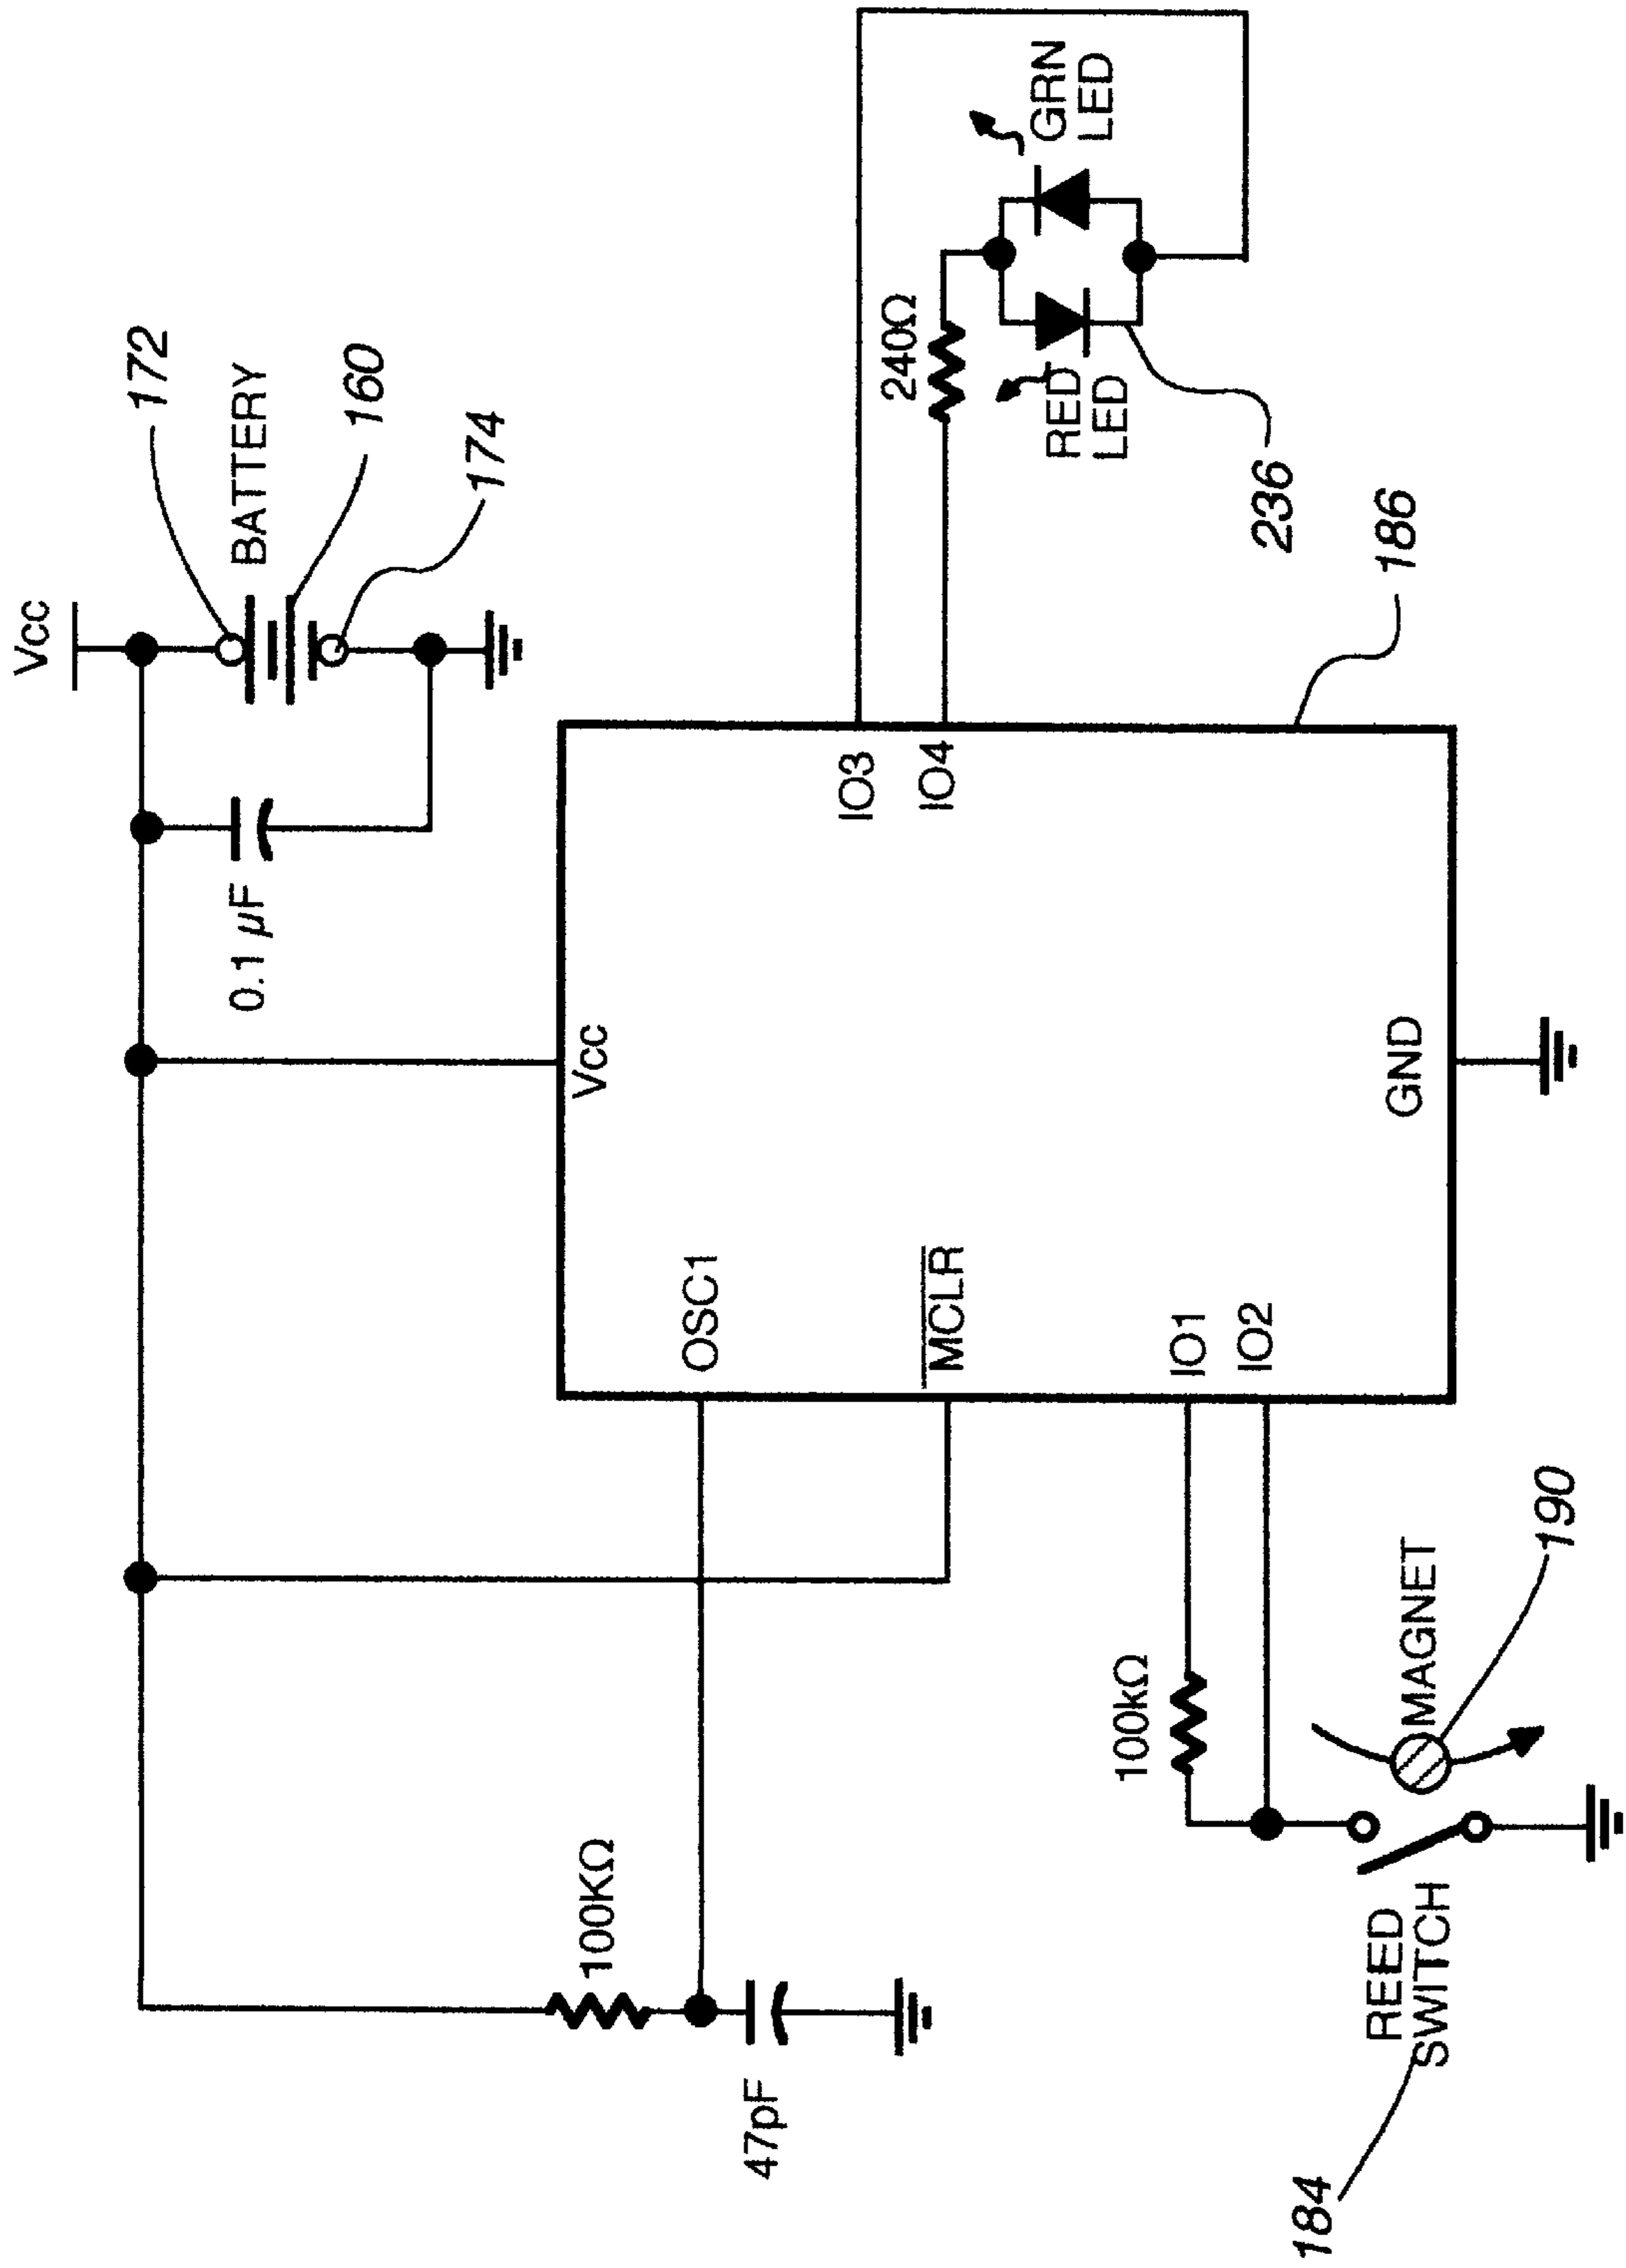 Vcc
172
BATTERY
160
174
0.1 µF
Vcc
OSC1
MCLR
IO1
IO2
IO3
IO4
GND
240Ω
GRN
LED
RED
LED
236
186
100KΩ
47pF
100kΩ
MAGNET
190
REED
SWITCH
184